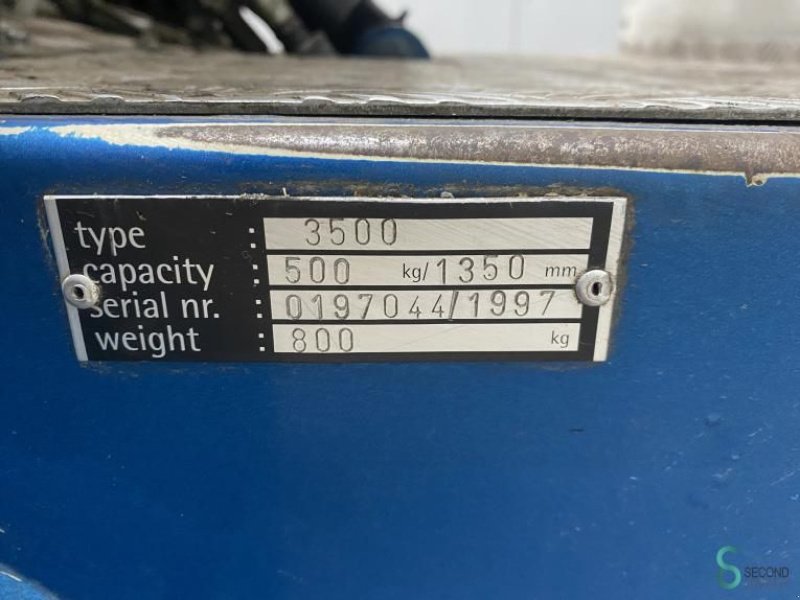 type : 3500
capacity : 500 kg/ 1350 mm
serial nr. : 0197044/1997
weight : 800 kg
S SECOND